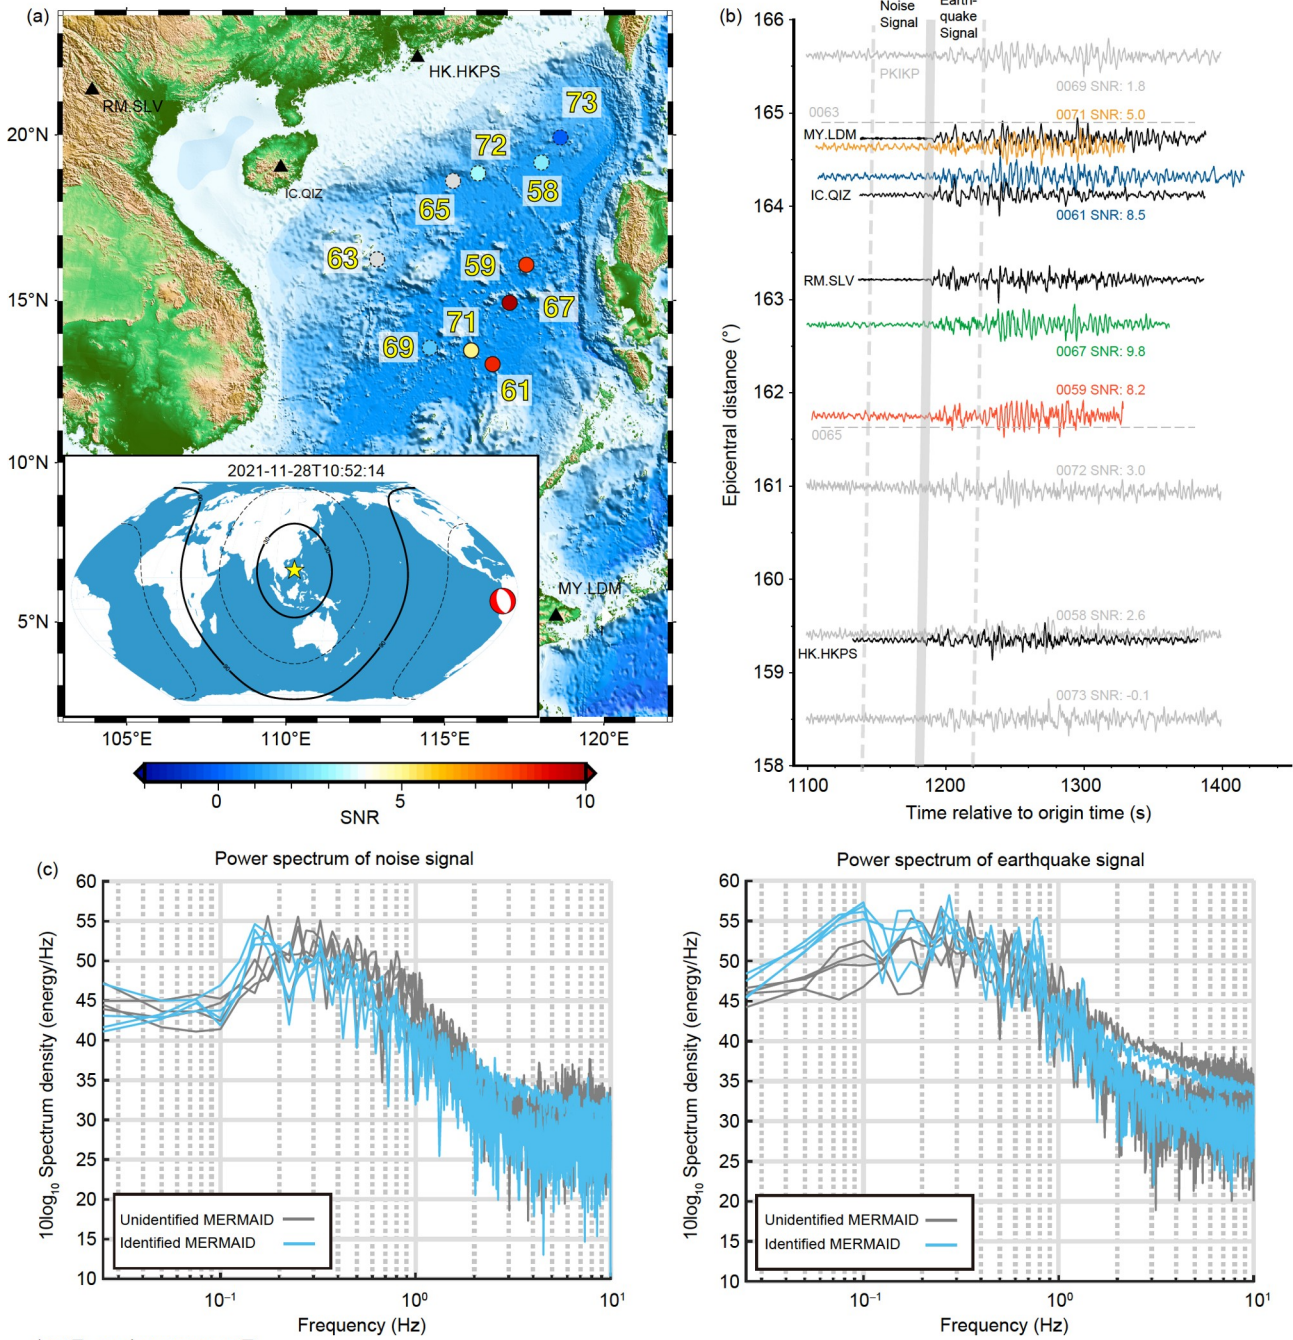 (a)
HK.HKPS
RM.SLV
73
72
IC.QIZ
65
58
63
59
67
71
69
61
20°N
15°N
10°N
5°N
2021-11-28T10:52:14
MY.LDM
105°E
110°E
115°E
120°E
0
5
10
SNR
(b)
Noise
Signal
Earth-
quake
Signal
166
165
164
163
162
161
160
159
158
Epicentral distance (°)
PKIKP
0069 SNR: 1.8
0063
0071 SNR: 5.0
MY.LDM
IC.QIZ
0061 SNR: 8.5
RM.SLV
0067 SNR: 9.8
0059 SNR: 8.2
0065
0072 SNR: 3.0
0058 SNR: 2.6
HK.HKPS
0073 SNR: -0.1
1100
1200
1300
1400
Time relative to origin time (s)
(c)
Power spectrum of noise signal
60
55
50
45
40
35
30
25
20
15
10
10log₁₀ Spectrum density (energy/Hz)
Unidentified MERMAID
Identified MERMAID
10⁻¹
10⁰
10¹
Frequency (Hz)
Power spectrum of earthquake signal
60
55
50
45
40
35
30
25
20
15
10
10log₁₀ Spectrum density (energy/Hz)
Unidentified MERMAID
Identified MERMAID
10⁻¹
10⁰
10¹
Frequency (Hz)